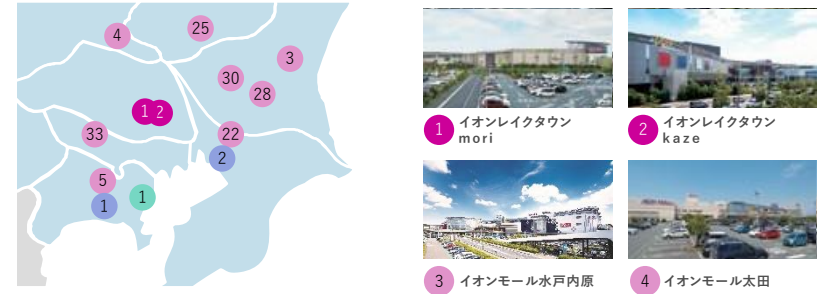 4
25
3
30
28
1 2
33
22
2
5
1
1
1 イオンレイクタウン
mori
2 イオンレイクタウン
kaze
3 イオンモール水戸内原
4 イオンモール太田